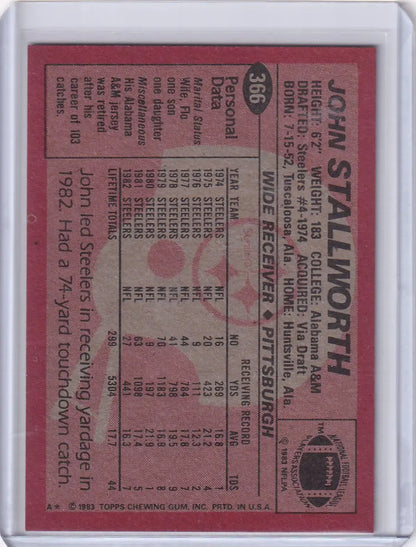 JOHN STALLWORTH
HEIGHT: 6'2" WEIGHT: 183 COLLEGE: Alabama A&M
DRAFTED: Steelers #4-1974 ACQUIRED: Via Draft
BORN: 7-15-52, Tuscaloosa, Ala. HOME: Huntsville, Ala.
366
WIDE RECEIVER ◆ PITTSBURGH
Personal
Data
Marital Status
Wife: Flo
one son
one daughter
Miscellaneous
His Alabama
A&M jersey
was retired
after his
career of 103
catches.
RECEIVING RECORD
YEAR TEAM NO YDS AVG TDS
1974 STEELERS NFL 16 269 16.8 1
1975 STEELERS NFL 20 423 21.2 4
1976 STEELERS NFL 9 111 12.3 2
1977 STEELERS NFL 44 784 17.8 7
1978 STEELERS NFL 41 798 19.5 9
1979 STEELERS NFL 70 1183 16.9 8
1980 STEELERS NFL 9 197 21.9 1
1981 STEELERS NFL 63 1098 17.4 5
1982 STEELERS NFL 27 441 16.3 7
LIFETIME TOTALS 299 5304 17.7 44
John led Steelers in receiving yardage in
1982. Had a 74-yard touchdown catch.
NATIONAL FOOTBALL LEAGUE
PLAYERS ASSOCIATION
TM
© 1983 NFLPA
A* © 1983 TOPPS CHEWING GUM, INC. PRTD. IN U.S.A.